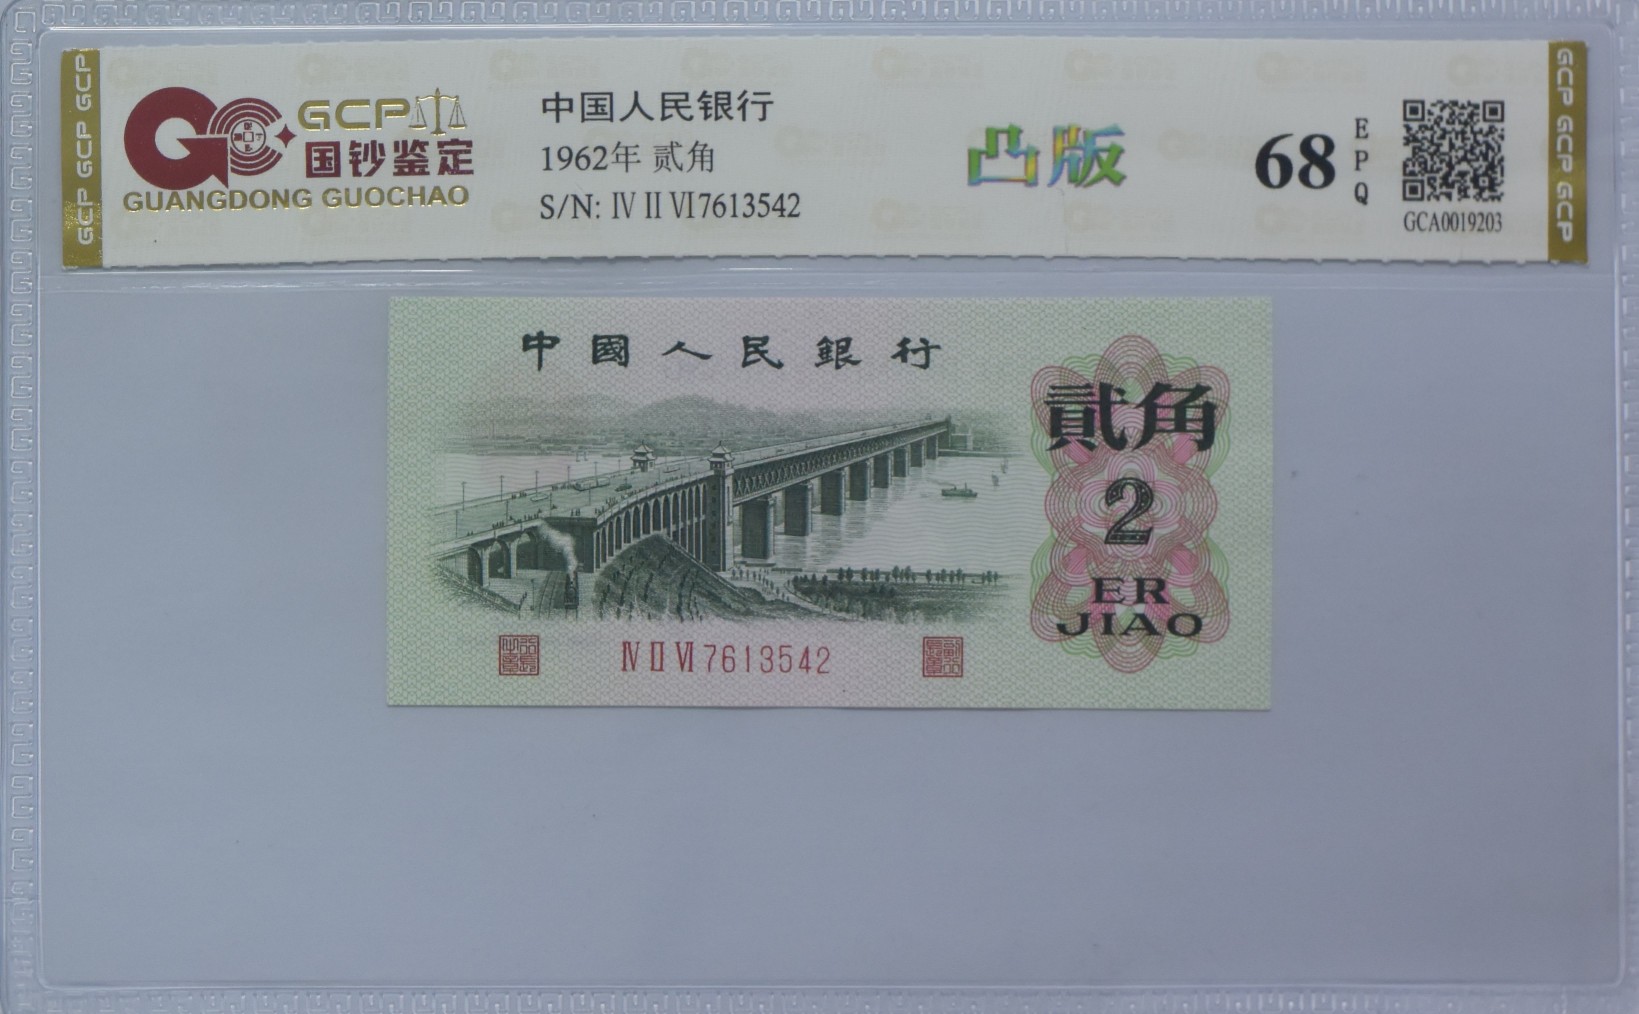 GCP GCP GCP
GCP
国钞鉴定
GUANGDONG GUOCHAO
中国人民银行
1962年 贰角
S/N: Ⅳ Ⅱ Ⅵ7613542
凸版
68
EPQ
GCA0019203
GCP GCP GCP
中國人民銀行
貳角
2
ER
JIAO
Ⅳ Ⅱ Ⅵ 7613542